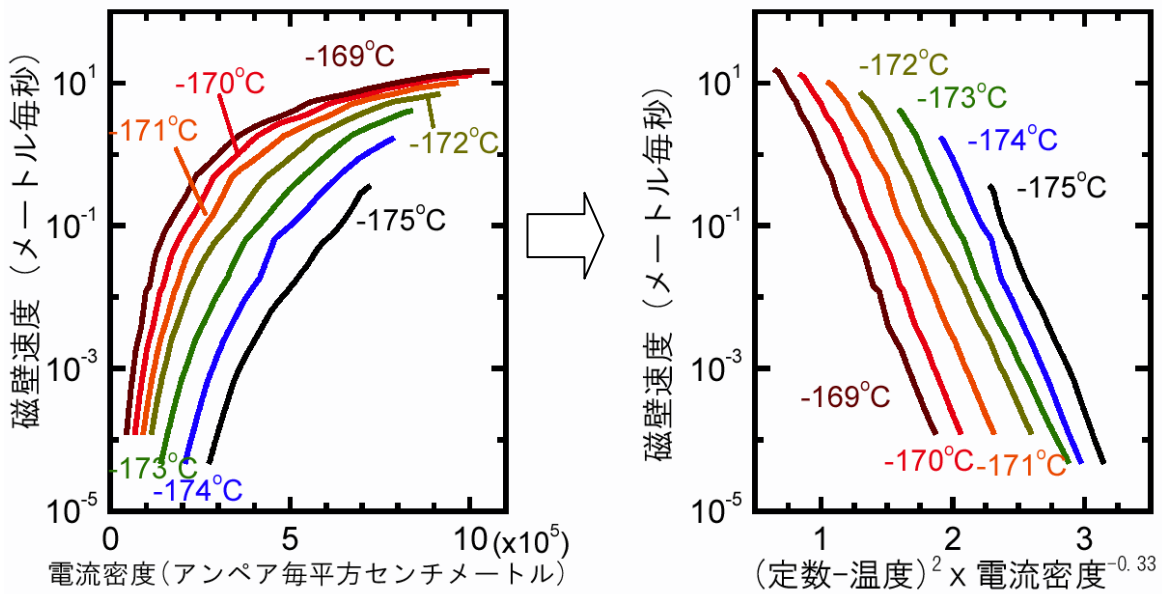 磁壁速度（メートル毎秒）
10^1
10^-1
10^-3
10^-5
-169°C
-170°C
-171°C
-172°C
-175°C
-173°C
-174°C
0
5
10
(x10^5)
電流密度(アンペア毎平方センチメートル)
磁壁速度（メートル毎秒）
10^1
10^-1
10^-3
10^-5
-172°C
-173°C
-174°C
-175°C
-169°C
-170°C
-171°C
1
2
3
(定数-温度)^2 x 電流密度^-0.33